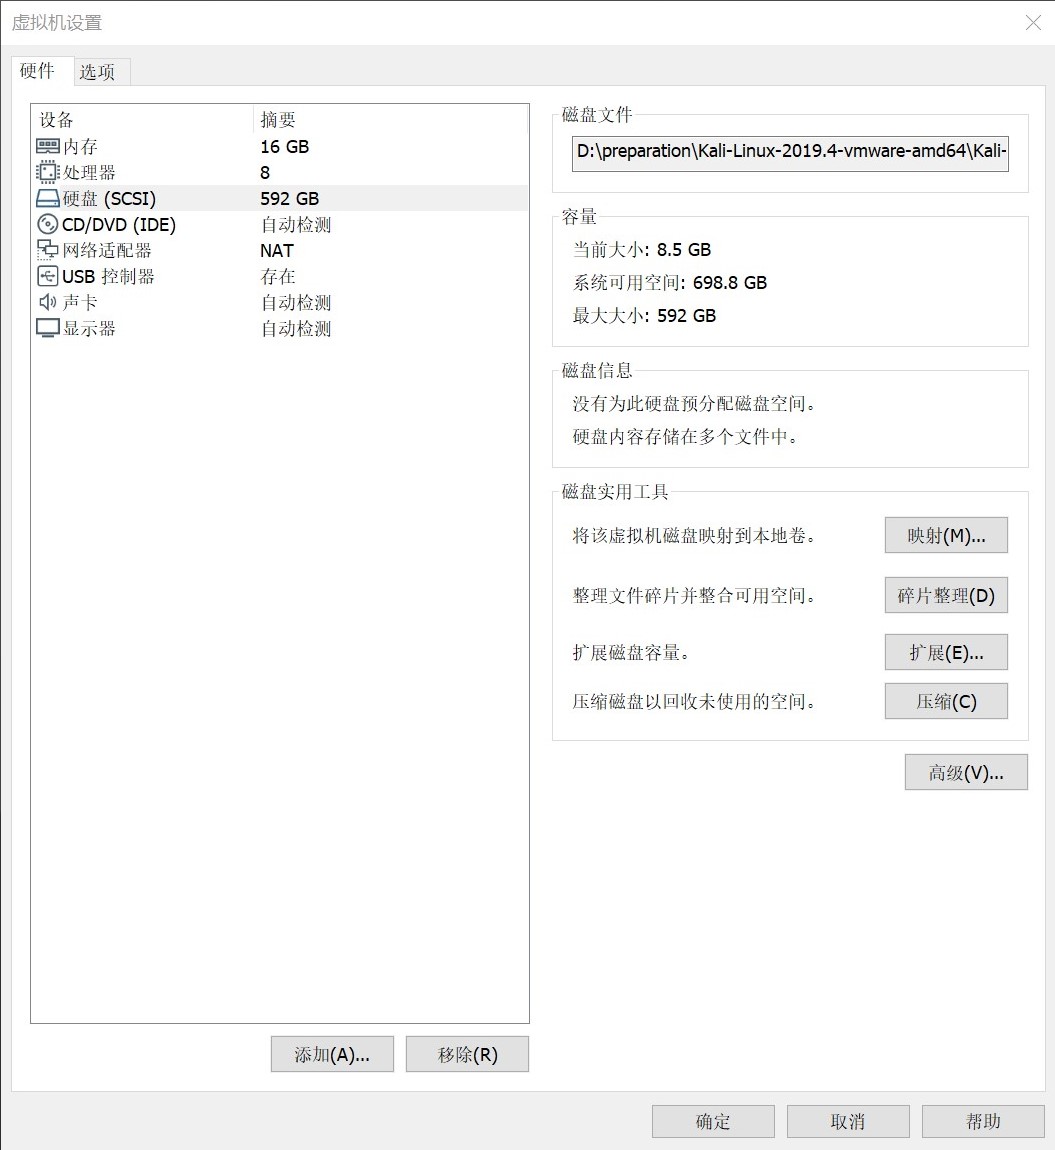 虚拟机设置
硬件 选项
设备 摘要
内存 16 GB
处理器 8
硬盘 (SCSI) 592 GB
CD/DVD (IDE) 自动检测
网络适配器 NAT
USB 控制器 存在
声卡 自动检测
显示器 自动检测
添加(A)... 移除(R)
磁盘文件
D:\preparation\Kali-Linux-2019.4-vmware-amd64\Kali-
容量
当前大小: 8.5 GB
系统可用空间: 698.8 GB
最大大小: 592 GB
磁盘信息
没有为此硬盘预分配磁盘空间。
硬盘内容存储在多个文件中。
磁盘实用工具
将该虚拟机磁盘映射到本地卷。 映射(M)...
整理文件碎片并整合可用空间。 碎片整理(D)
扩展磁盘容量。 扩展(E)...
压缩磁盘以回收未使用的空间。 压缩(C)
高级(V)...
确定 取消 帮助